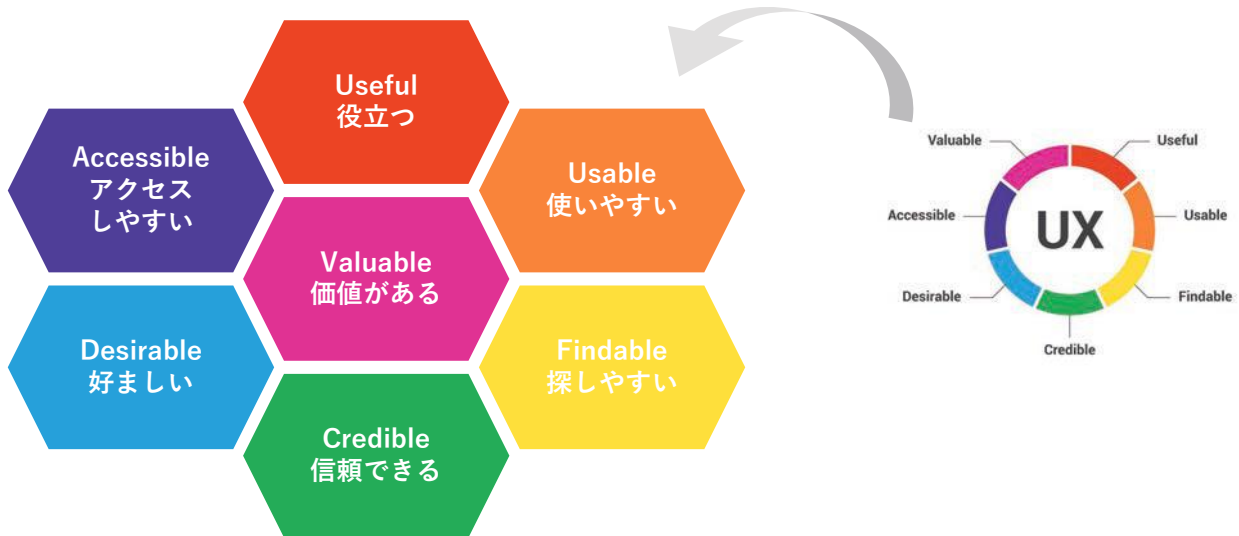 Useful
役立つ
Accessible
アクセス
しやすい
Usable
使いやすい
Valuable
価値がある
Desirable
好ましい
Findable
探しやすい
Credible
信頼できる
Valuable
Useful
Accessible
UX
Usable
Desirable
Findable
Credible